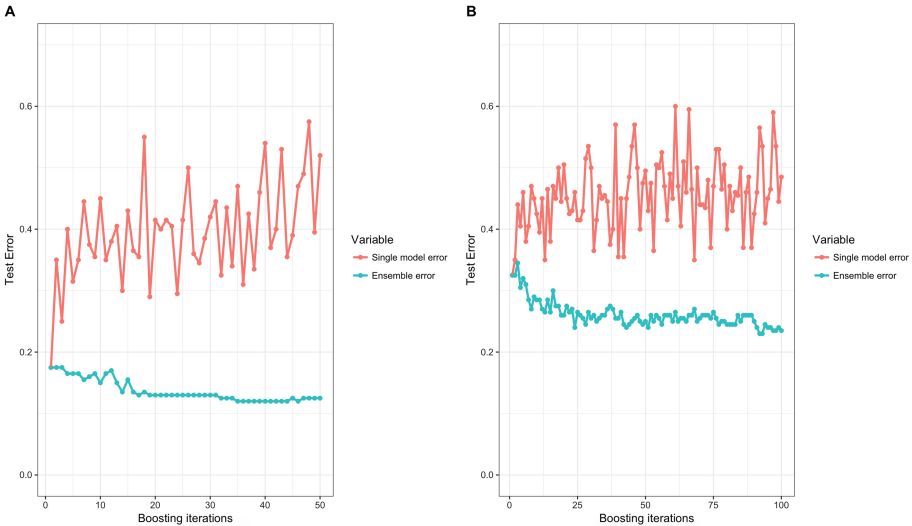 A
Test Error
0.6
0.4
0.2
0.0
0
10
20
30
40
50
Boosting iterations
Variable
Single model error
Ensemble error
B
Test Error
0.6
0.4
0.2
0.0
0
25
50
75
100
Boosting iterations
Variable
Single model error
Ensemble error